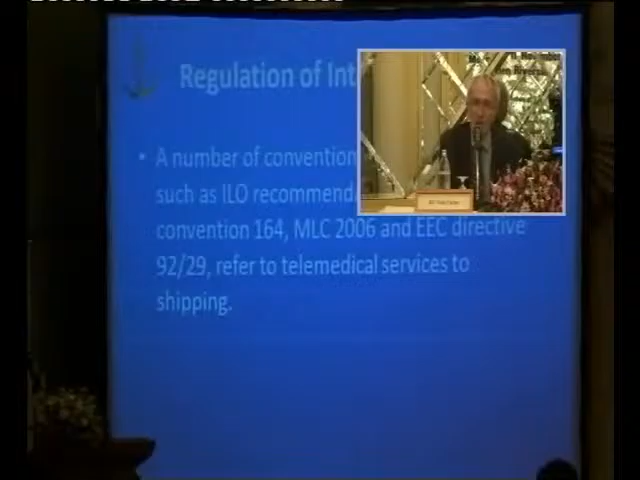 Regulation of Int
• A number of convention
such as ILO recommend
convention 164, MLC 2006 and EEC directive
92/29, refer to telemedical services to
shipping.